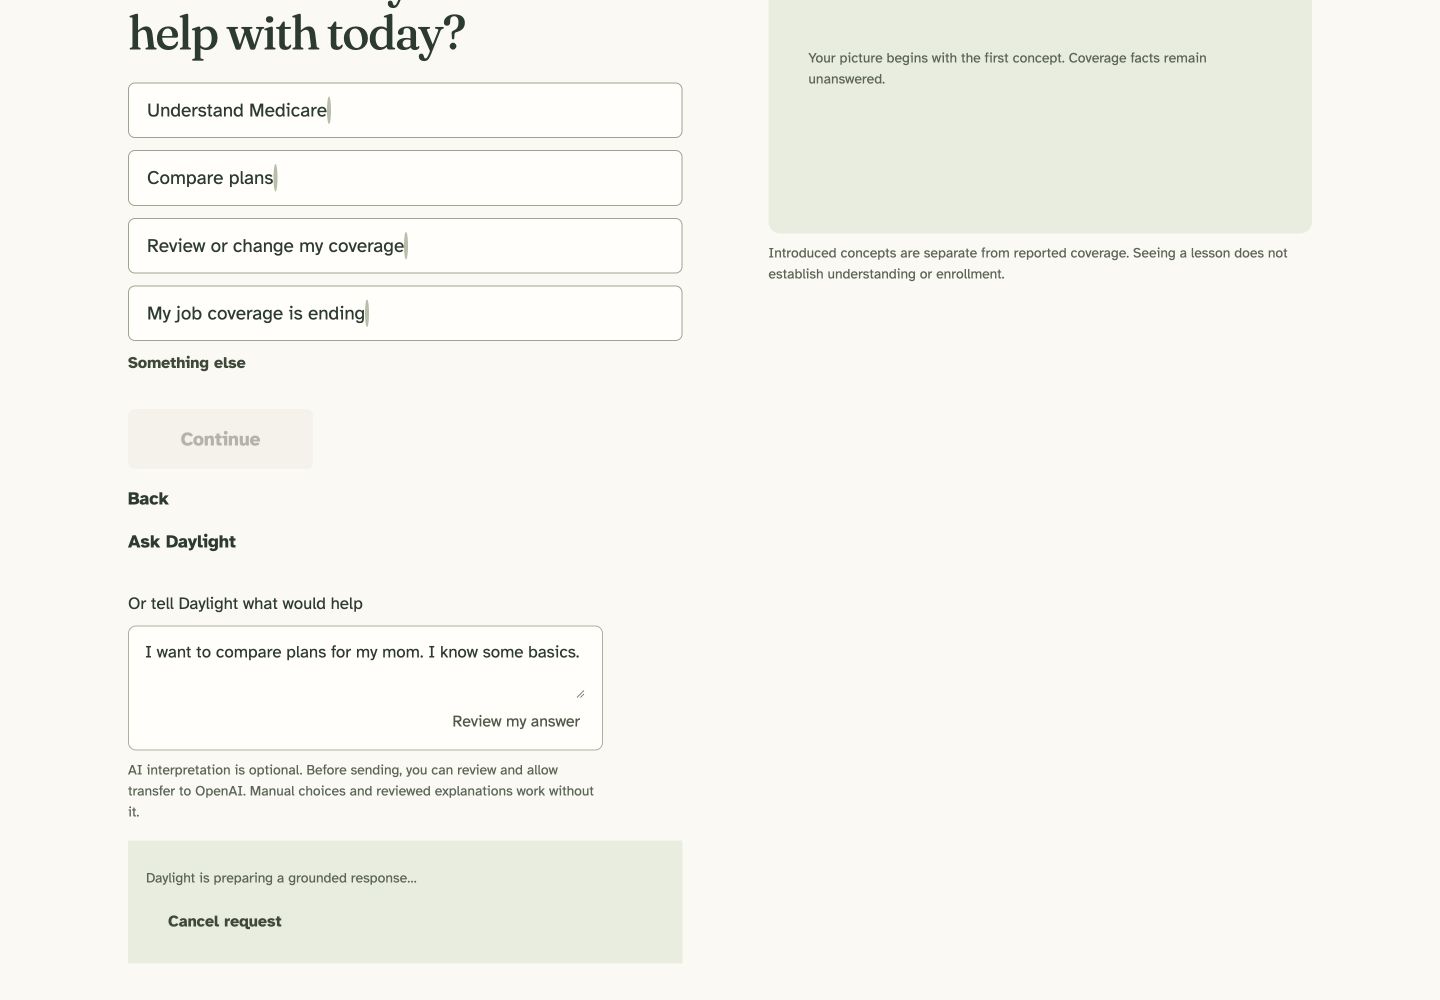 help with today?
Understand Medicare
Compare plans
Review or change my coverage
My job coverage is ending
Something else
Continue
Back
Ask Daylight
Or tell Daylight what would help
I want to compare plans for my mom. I know some basics.
Review my answer
AI interpretation is optional. Before sending, you can review and allow
transfer to OpenAI. Manual choices and reviewed explanations work without
it.
Daylight is preparing a grounded response...
Cancel request
Your picture begins with the first concept. Coverage facts remain
unanswered.
Introduced concepts are separate from reported coverage. Seeing a lesson does not
establish understanding or enrollment.